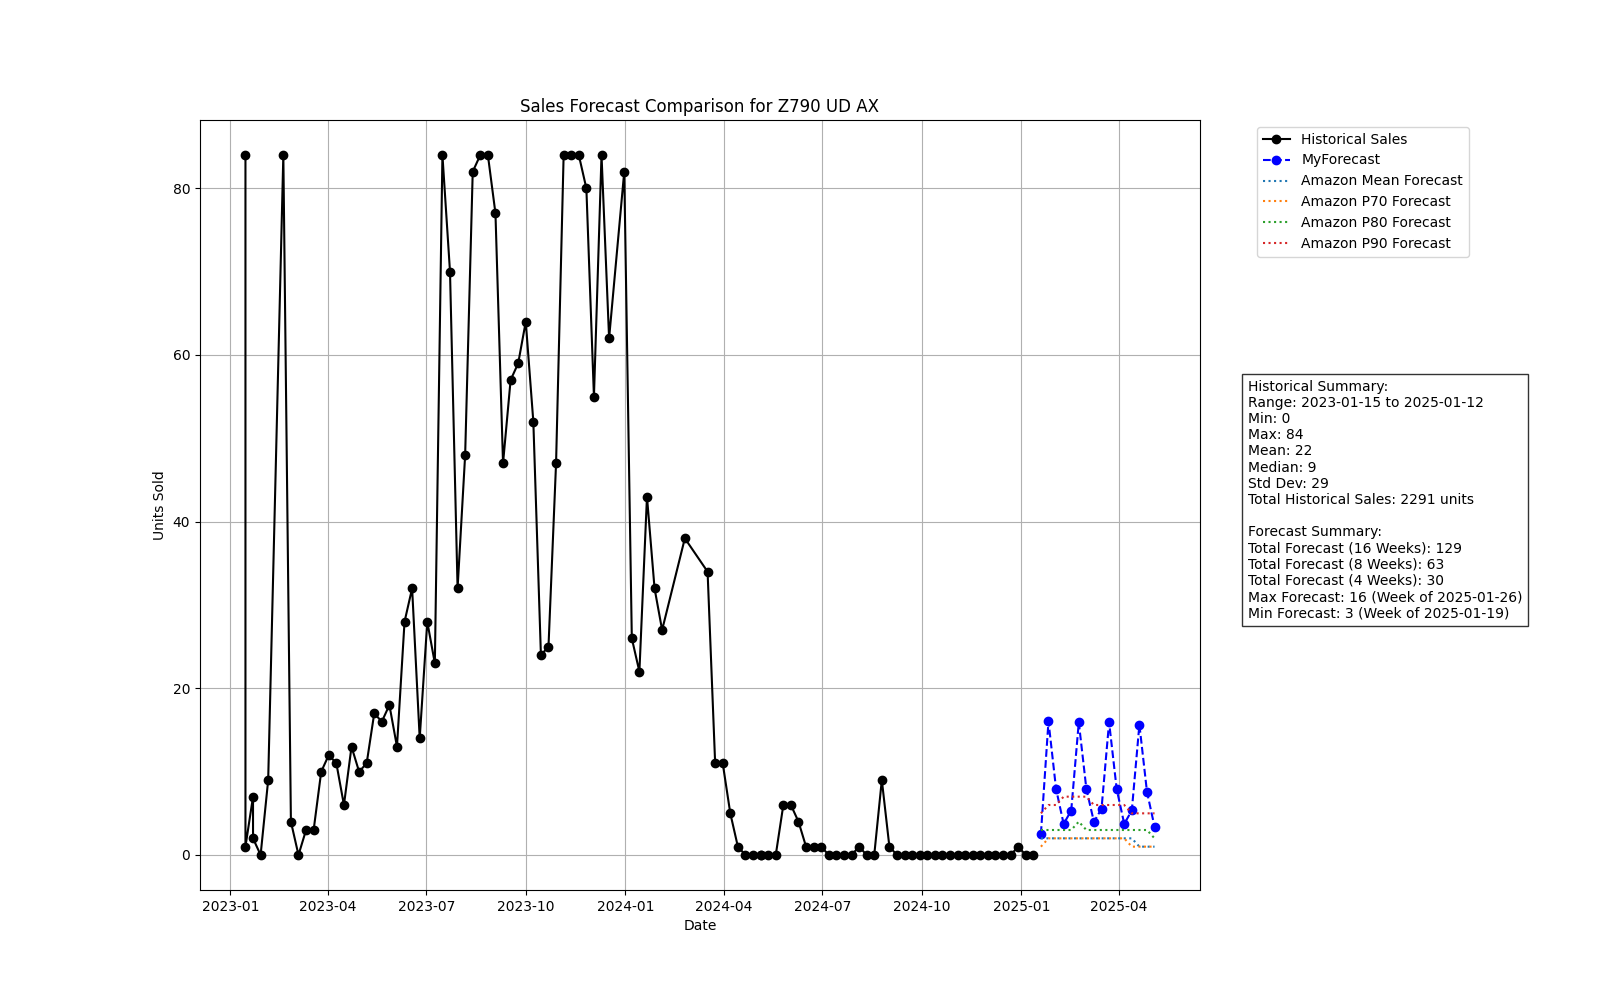 Sales Forecast Comparison for Z790 UD AX
Units Sold
80
60
40
20
0
2023-01
2023-04
2023-07
2023-10
2024-01
2024-04
2024-07
2024-10
2025-01
2025-04
Date
Historical Sales
MyForecast
Amazon Mean Forecast
Amazon P70 Forecast
Amazon P80 Forecast
Amazon P90 Forecast
Historical Summary:
Range: 2023-01-15 to 2025-01-12
Min: 0
Max: 84
Mean: 22
Median: 9
Std Dev: 29
Total Historical Sales: 2291 units
Forecast Summary:
Total Forecast (16 Weeks): 129
Total Forecast (8 Weeks): 63
Total Forecast (4 Weeks): 30
Max Forecast: 16 (Week of 2025-01-26)
Min Forecast: 3 (Week of 2025-01-19)